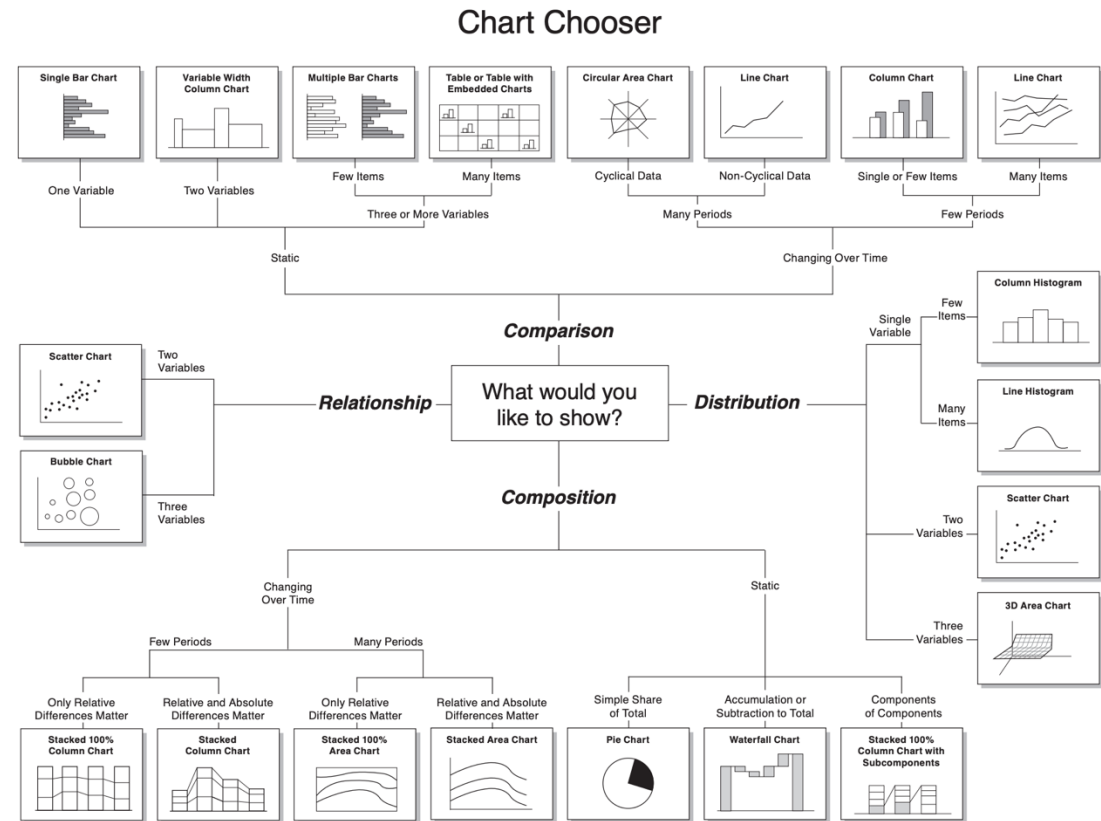 Chart Chooser
Single Bar Chart
Variable Width
Column Chart
Multiple Bar Charts
Table or Table with
Embedded Charts
Circular Area Chart
Line Chart
Column Chart
Line Chart
One Variable
Two Variables
Few Items
Many Items
Cyclical Data
Non-Cyclical Data
Single or Few Items
Many Items
Three or More Variables
Many Periods
Few Periods
Static
Changing Over Time
Comparison
Relationship
What would you
like to show?
Distribution
Composition
Two
Variables
Scatter Chart
Bubble Chart
Three
Variables
Single
Variable
Few
Items
Column Histogram
Many
Items
Line Histogram
Two
Variables
Scatter Chart
Three
Variables
3D Area Chart
Changing
Over Time
Static
Few Periods
Many Periods
Only Relative
Differences Matter
Relative and Absolute
Differences Matter
Only Relative
Differences Matter
Relative and Absolute
Differences Matter
Simple Share
of Total
Accumulation or
Subtraction to Total
Components
of Components
Stacked 100%
Column Chart
Stacked
Column Chart
Stacked 100%
Area Chart
Stacked Area Chart
Pie Chart
Waterfall Chart
Stacked 100%
Column Chart with
Subcomponents